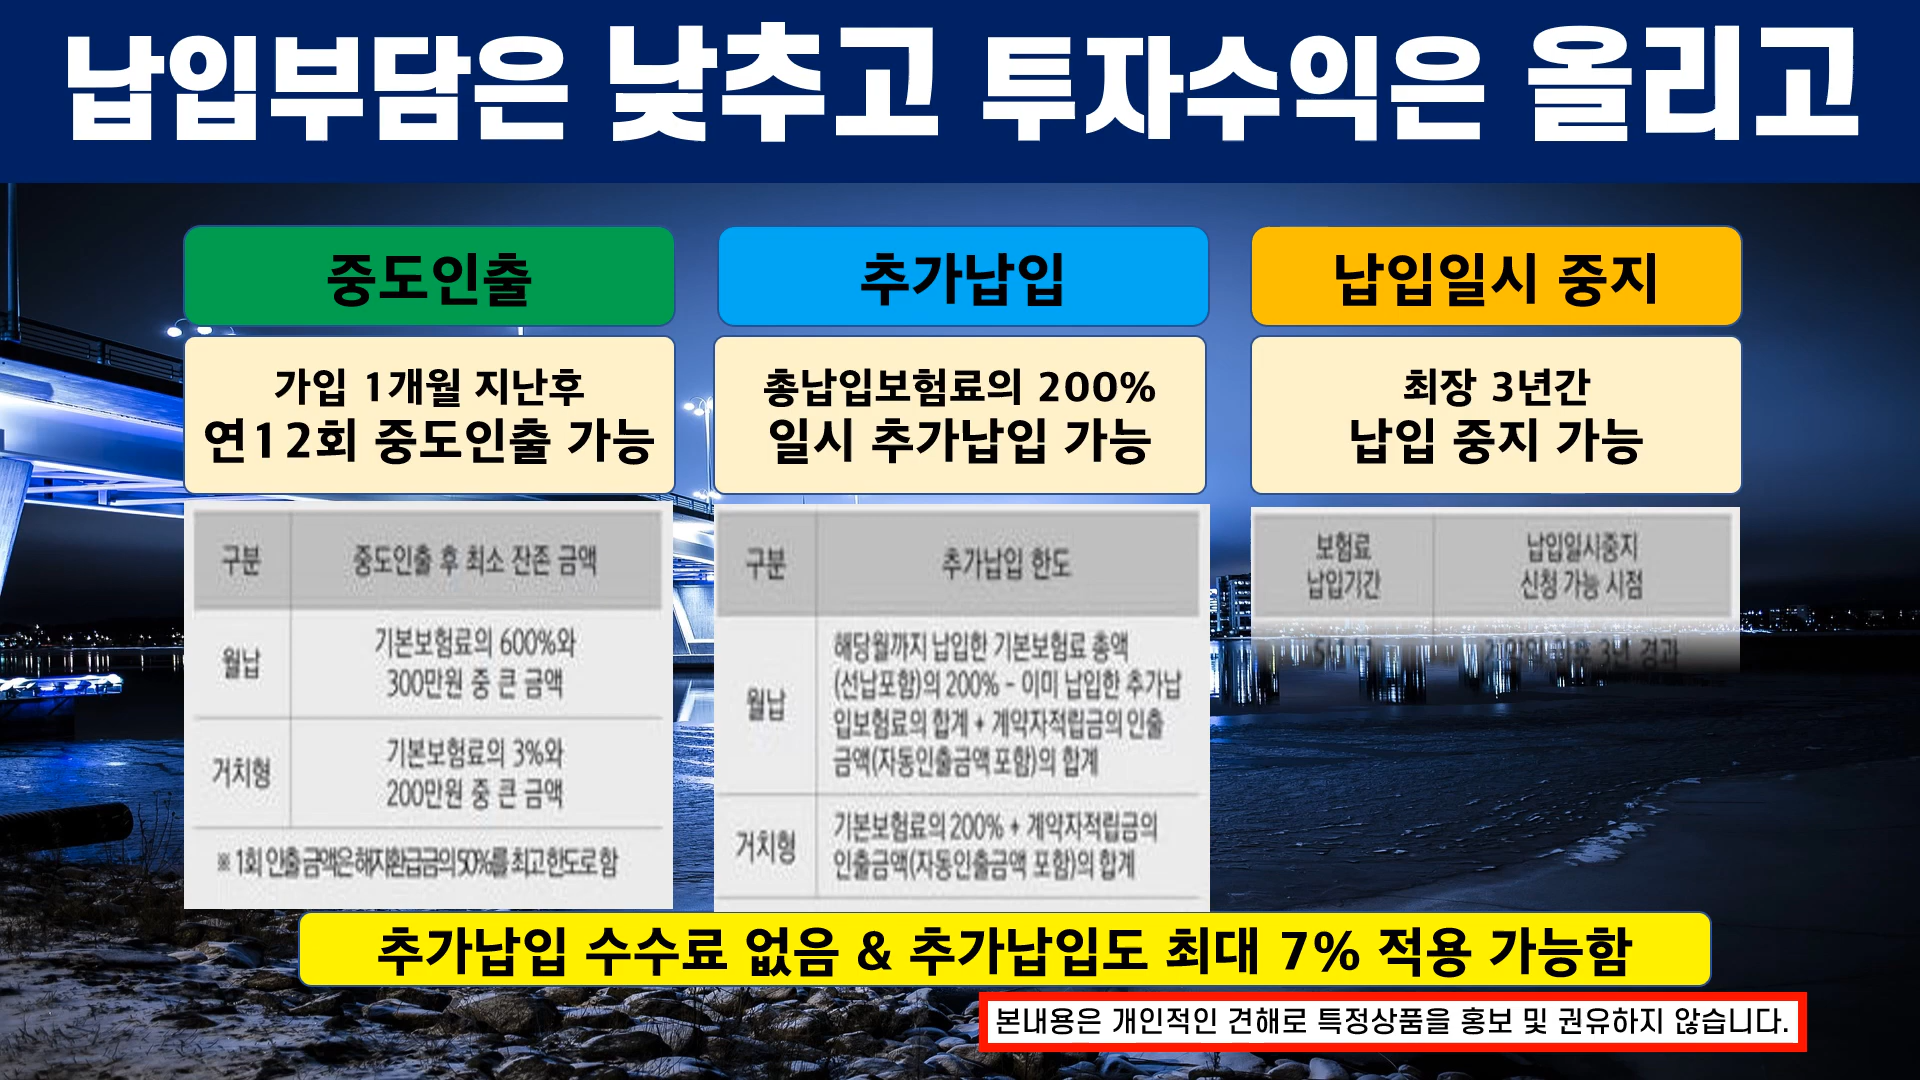 납입부담은 낮추고 투자수익은 올리고
중도인출
가입 1개월 지난후
연12회 중도인출 가능
구분 중도인출 후 최소 잔존 금액
월납 기본보험료의 600%와
300만원 중 큰 금액
거치형 기본보험료의 3%와
200만원 중 큰 금액
※ 1회 인출금액은 해지환급금의 50%를 최고한도로 함
추가납입
총납입보험료의 200%
일시 추가납입 가능
구분 추가납입 한도
월납 해당월까지 납입한 기본보험료 총액
(선납포함)의 200% - 이미 납입한 추가납
입보험료의 합계 + 계약자적립금의 인출
금액(자동인출금액 포함)의 합계
거치형 기본보험료의 200% + 계약자적립금의
인출금액(자동인출금액 포함)의 합계
납입일시 중지
최장 3년간
납입 중지 가능
보험료
납입기간
납입일시중지
신청 가능 시점
3년 경과
추가납입 수수료 없음 & 추가납입도 최대 7% 적용 가능함
본내용은 개인적인 견해로 특정상품을 홍보 및 권유하지 않습니다.